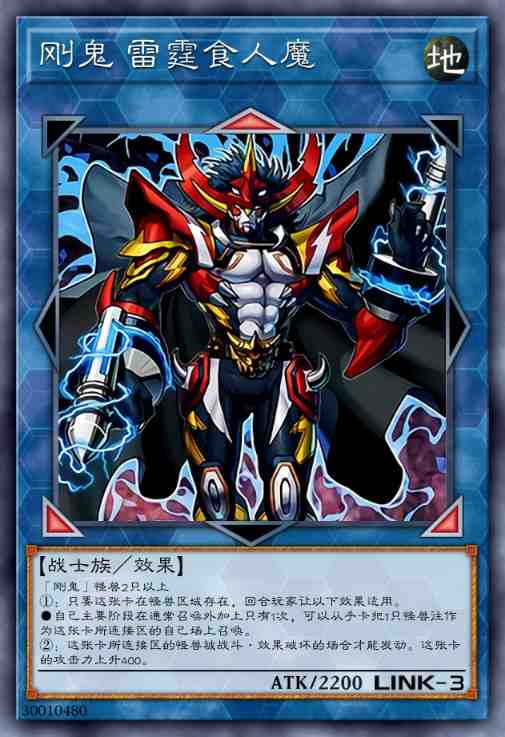 刚鬼 雷霆食人魔
地
【战士族／效果】
「刚鬼」怪兽2只以上
①：只要这张卡在怪兽区域存在，回合玩家让以下效果适用。
●自己主要阶段在通常召唤外加上只有1次，可以从手卡把1只怪兽往作
为这张卡所连接区的自己场上召唤。
②：这张卡所连接区的怪兽被战斗·效果破坏的场合才能发动。这张卡
的攻击力上升400。
ATK/2200 LINK-3
30010480